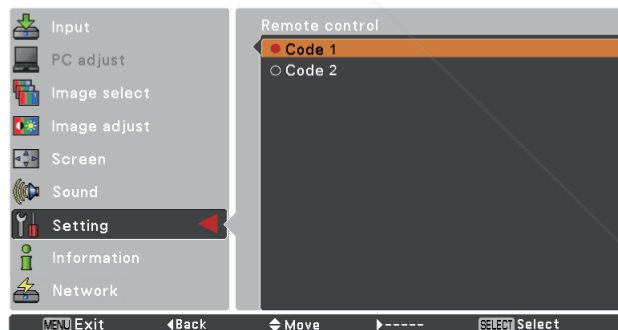 Input
PC adjust
Image select
Image adjust
Screen
Sound
Setting
Information
Network
Remote control
Code 1
Code 2
MENU Exit ◀Back ◆Move ▶----- SELECT Select